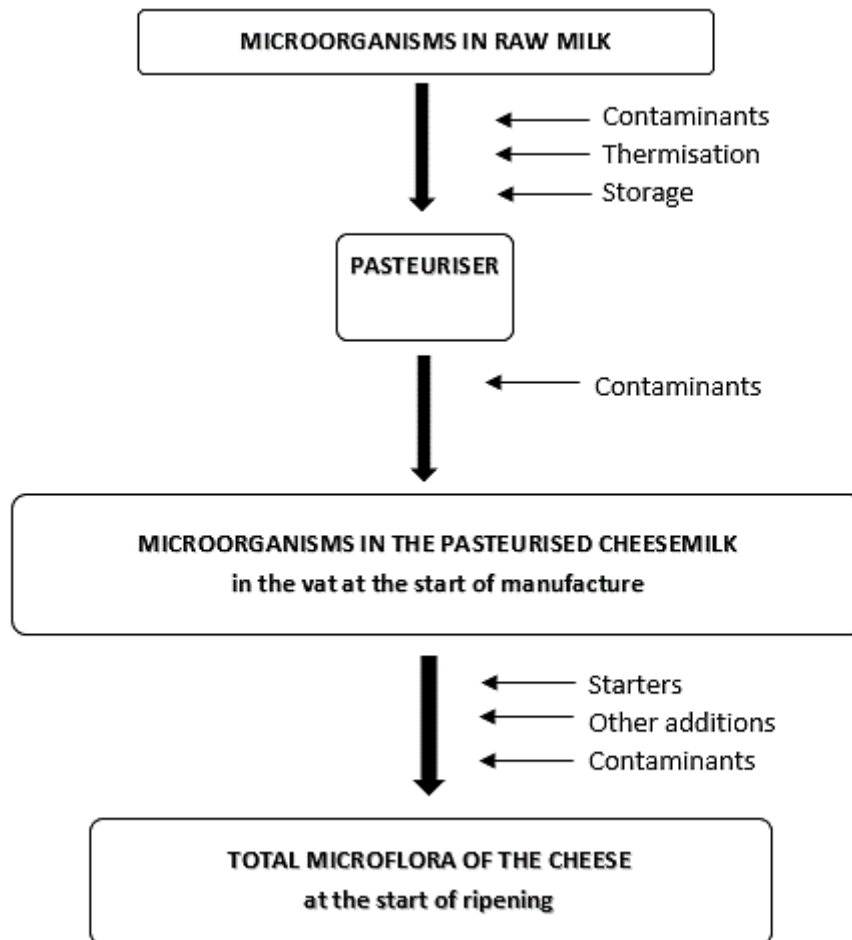 MICROORGANISMS IN RAW MILK
Contaminants
Thermisation
Storage
PASTEURISER
Contaminants
MICROORGANISMS IN THE PASTEURISED CHEESEMILK
in the vat at the start of manufacture
Starters
Other additions
Contaminants
TOTAL MICROFLORA OF THE CHEESE
at the start of ripening